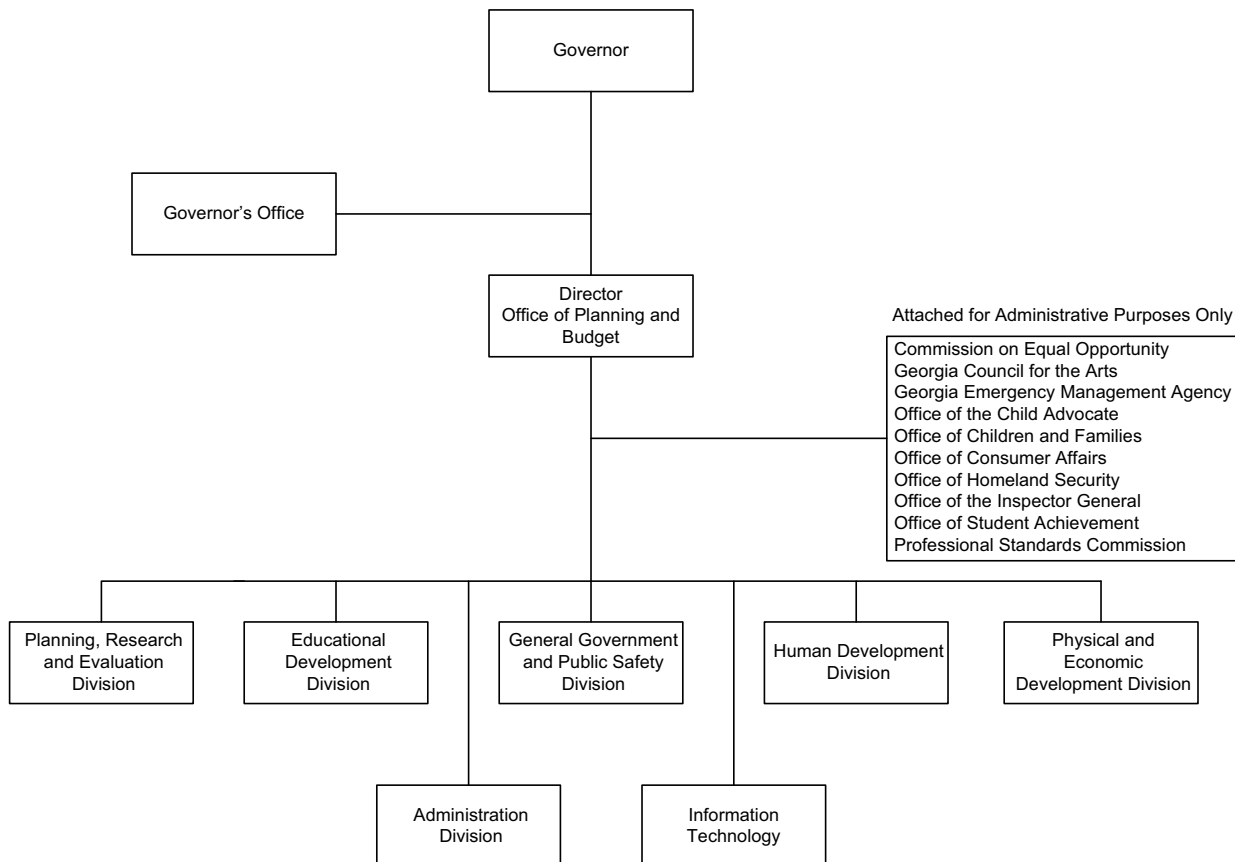 Governor
Governor's Office
Director
Office of Planning and
Budget
Attached for Administrative Purposes Only
Commission on Equal Opportunity
Georgia Council for the Arts
Georgia Emergency Management Agency
Office of the Child Advocate
Office of Children and Families
Office of Consumer Affairs
Office of Homeland Security
Office of the Inspector General
Office of Student Achievement
Professional Standards Commission
Planning, Research
and Evaluation
Division
Educational
Development
Division
General Government
and Public Safety
Division
Human Development
Division
Physical and
Economic
Development Division
Administration
Division
Information
Technology